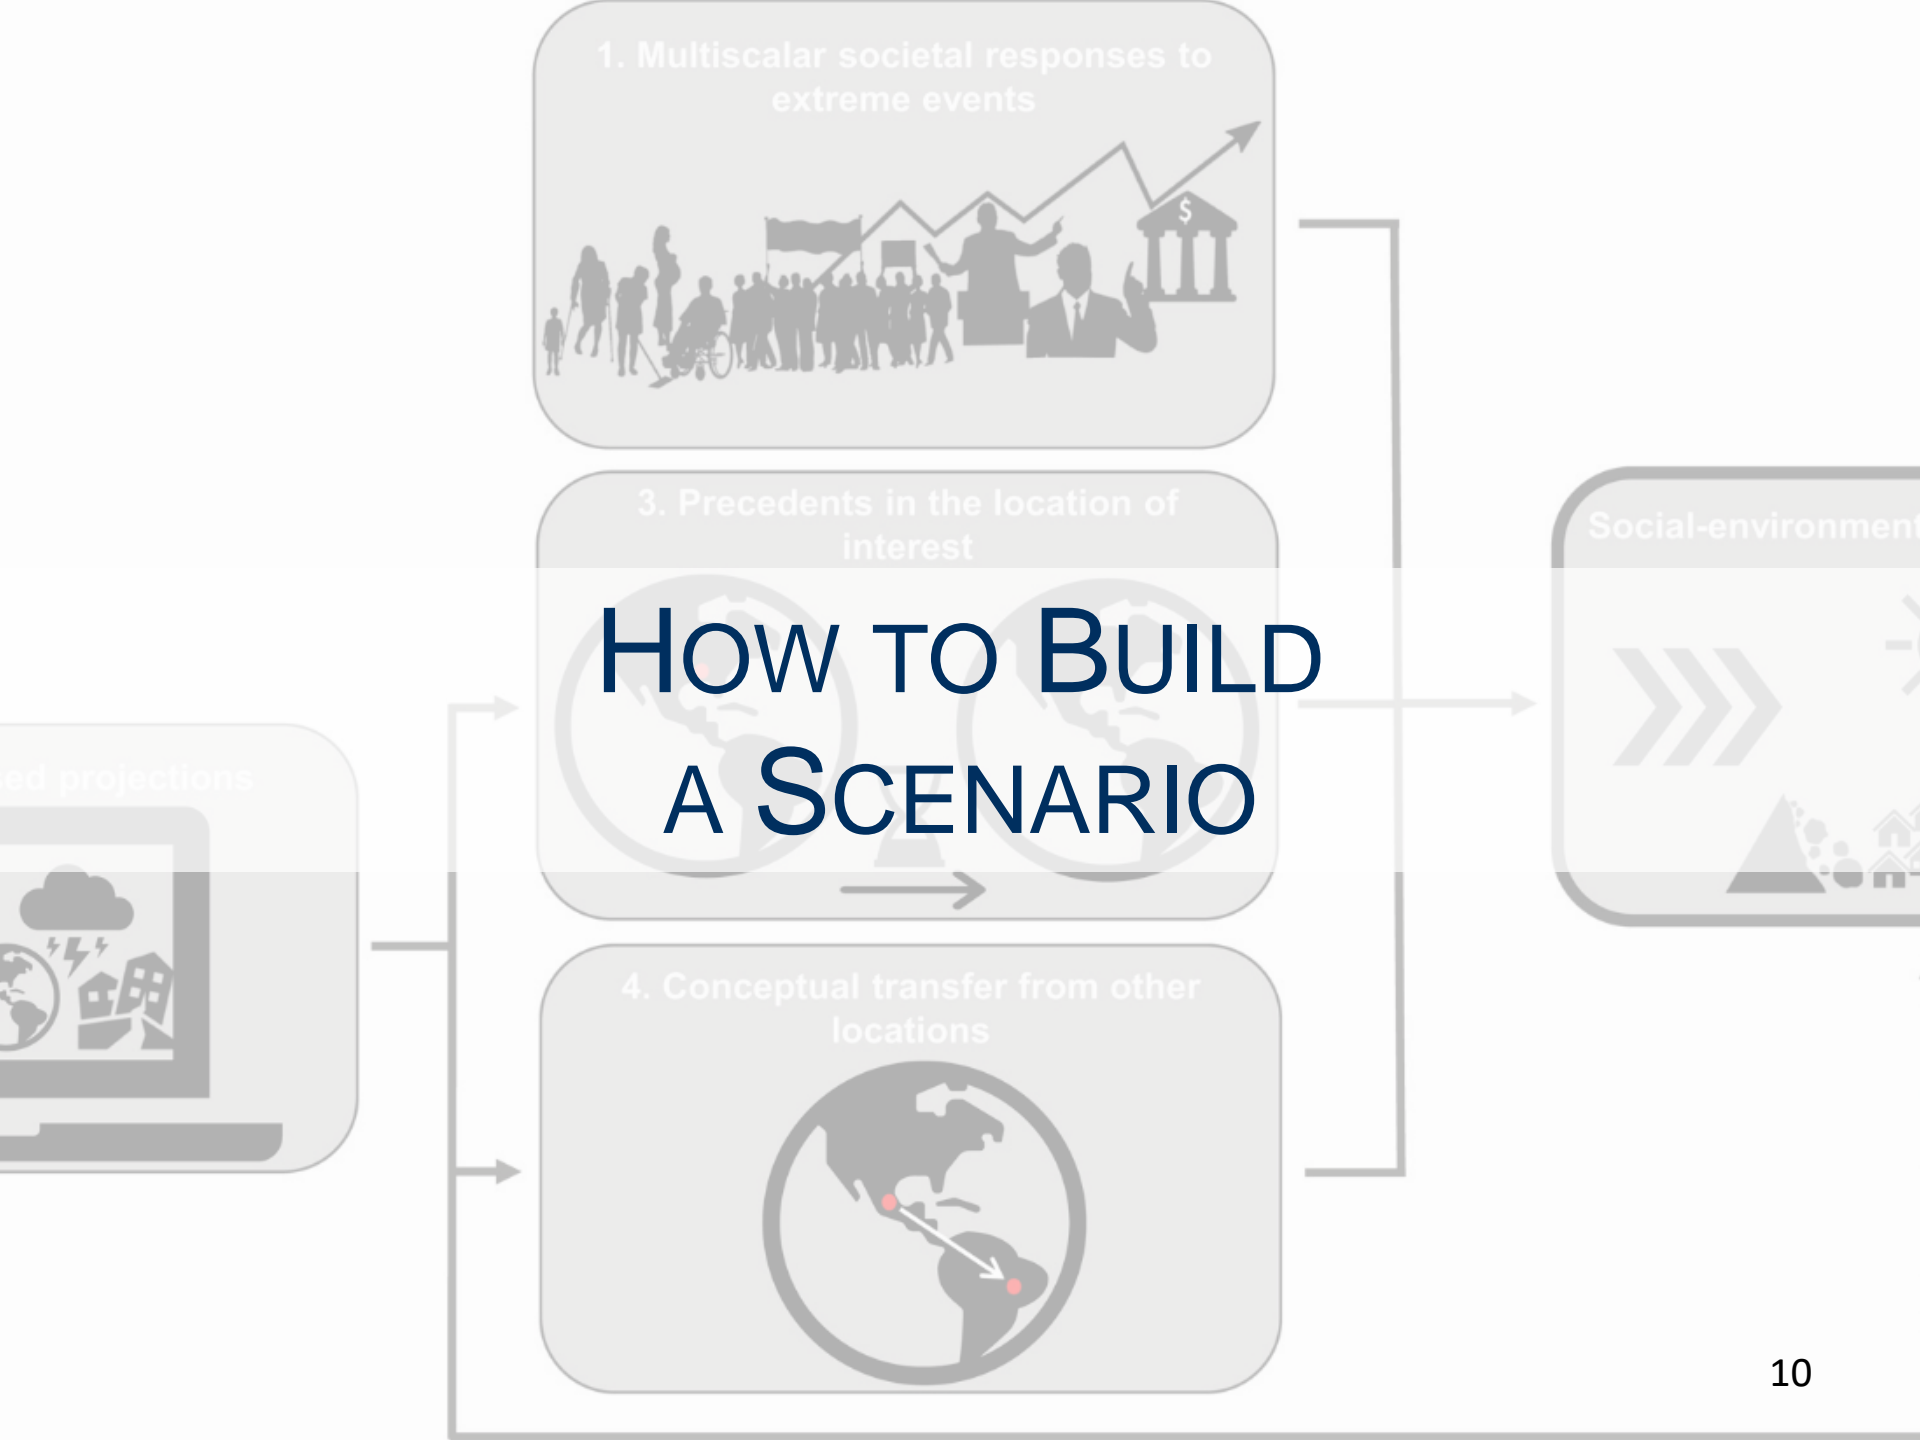 1. Multiscalar societal responses to
extreme events
$
3. Precedents in the location of
interest
Social-environment
HOW TO BUILD
A SCENARIO
projections
4. Conceptual transfer from other
locations
10